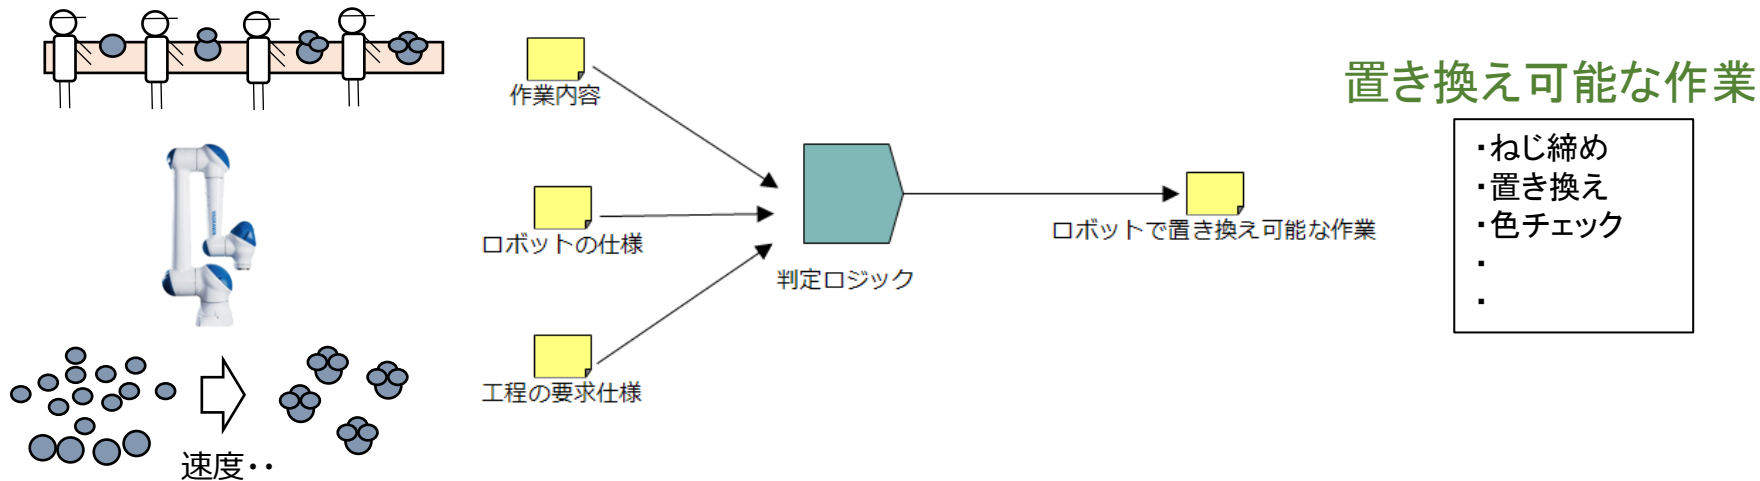 作業内容
ロボットの仕様
工程の要求仕様
速度・・
判定ロジック
ロボットで置き換え可能な作業
置き換え可能な作業
・ねじ締め
・置き換え
・色チェック
・
・